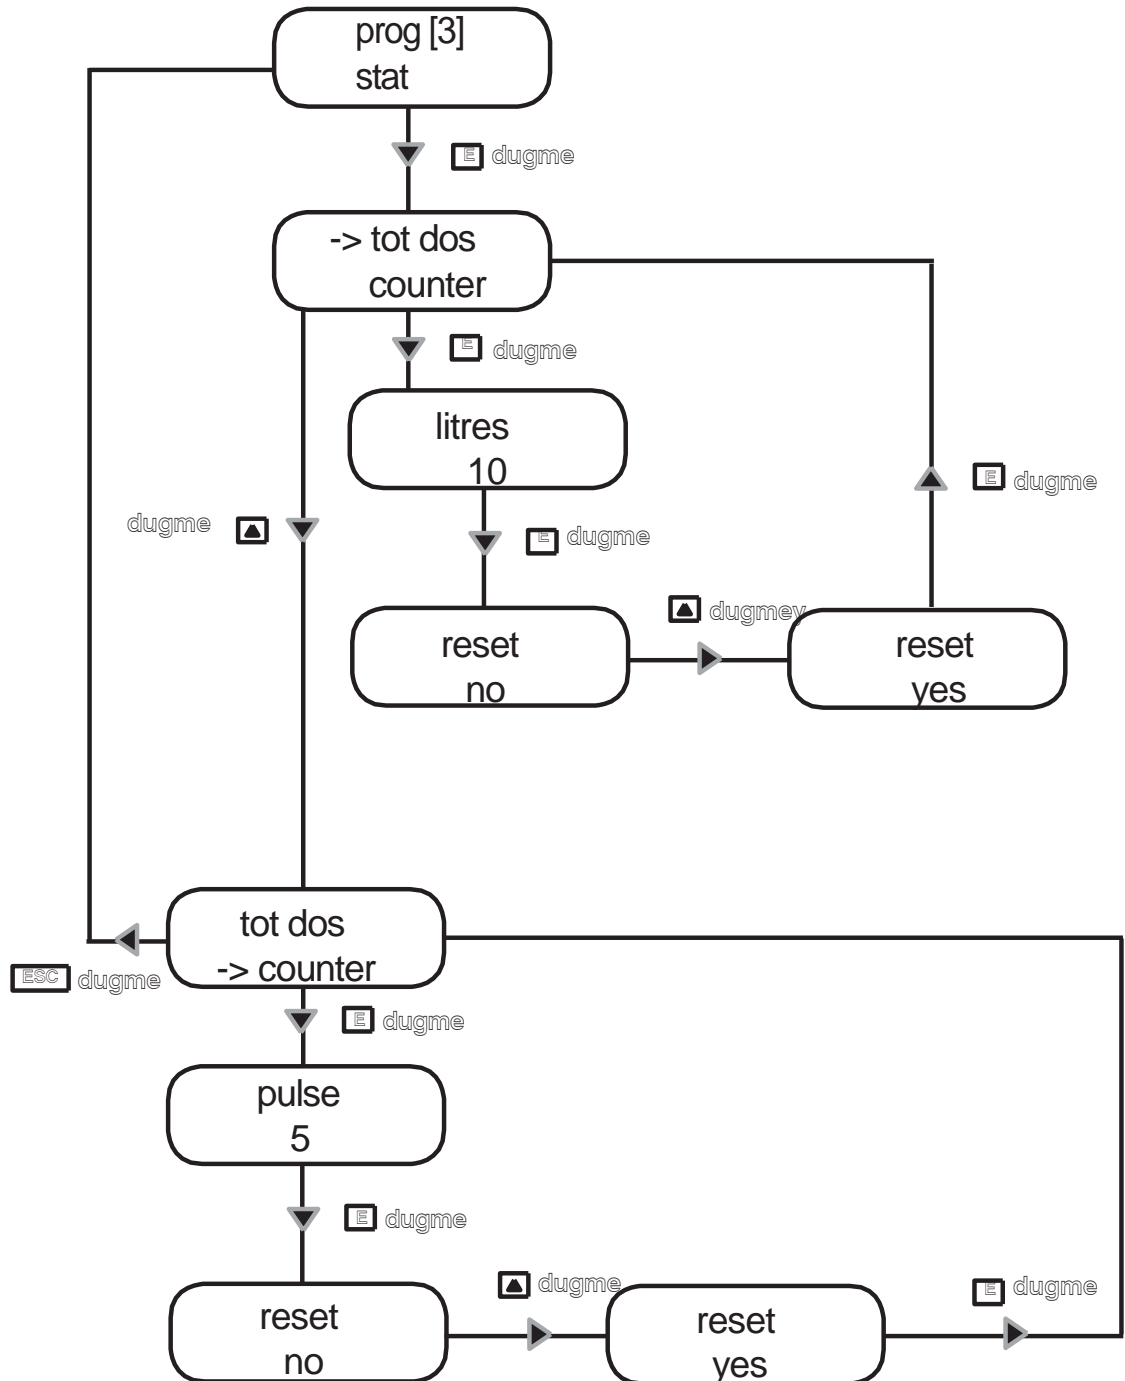 prog [3]
stat
E dugme
-> tot dos
counter
E dugme
litres
10
E dugme
dugme
E dugme
dugmey
reset
no
reset
yes
tot dos
-> counter
ESC dugme
E dugme
pulse
5
E dugme
dugme
E dugme
reset
no
reset
yes